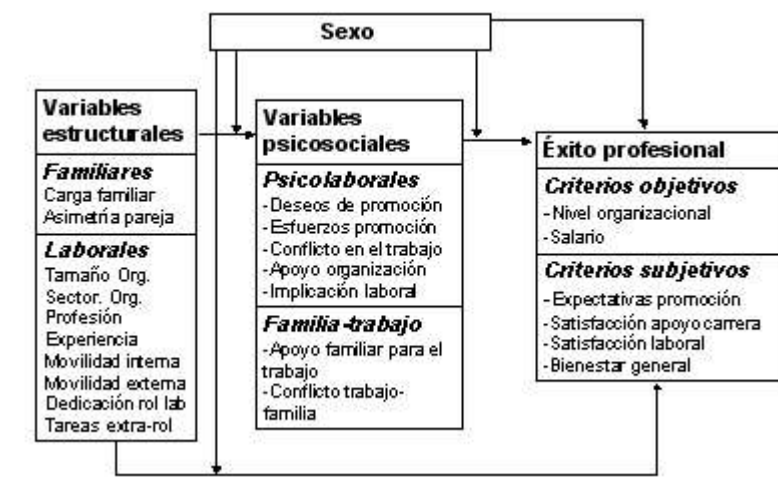 Sexo
Variables
estructurales
Familiares
Carga familiar
Asimetría pareja
Laborales
Tamaño Org.
Sector. Org.
Profesión
Experiencia
Movilidad interna
Movilidad externa
Dedicación rol lab
Tareas extra-rol
Variables
psicosociales
Psicolaborales
-Deseos de promoción
-Esfuerzos promoción
-Conflicto en el trabajo
-Apoyo organización
-Implicación laboral
Familia-trabajo
-Apoyo familiar para el
trabajo
-Conflicto trabajo-
familia
Éxito profesional
Criterios objetivos
-Nivel organizacional
-Salario
Criterios subjetivos
-Expectativas promoción
-Satisfacción apoyo carrera
-Satisfacción laboral
-Bienestar general